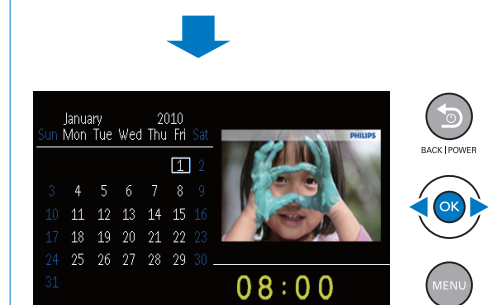 January 2010
Sun Mon Tue Wed Thu Fri Sat
1 2
3 4 5 6 7 8 9
10 11 12 13 14 15 16
17 18 19 20 21 22 23
24 25 26 27 28 29 30
31
PHILIPS
08:00
BACK | POWER
OK
MENU